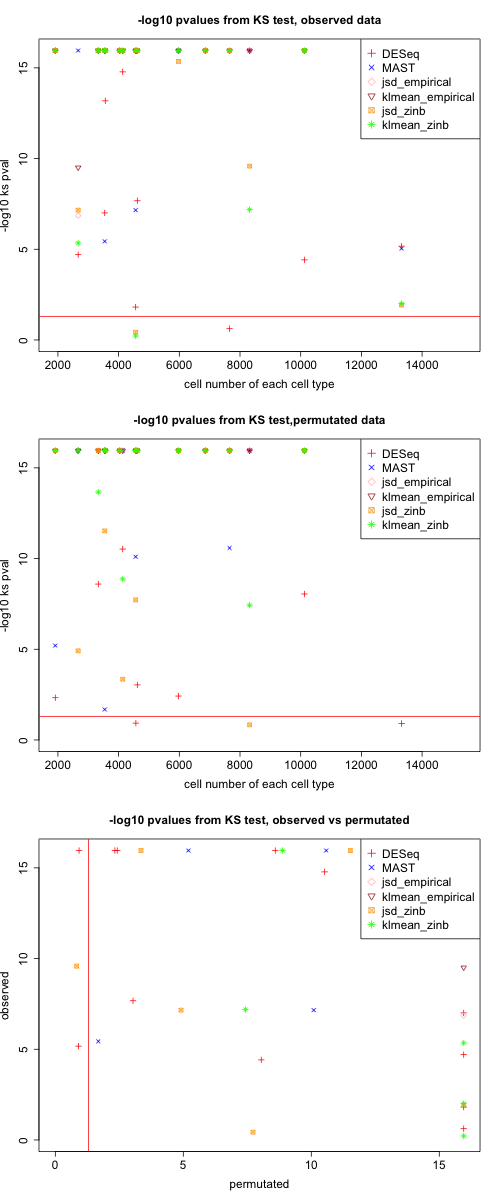 -log10 pvalues from KS test, observed data
-log10 ks pval
15
10
5
0
DESeq
MAST
jsd_empirical
klmean_empirical
jsd_zinb
klmean_zinb
2000 4000 6000 8000 10000 12000 14000
cell number of each cell type
-log10 pvalues from KS test,permutated data
-log10 ks pval
15
10
5
0
DESeq
MAST
jsd_empirical
klmean_empirical
jsd_zinb
klmean_zinb
2000 4000 6000 8000 10000 12000 14000
cell number of each cell type
-log10 pvalues from KS test, observed vs permutated
observed
15
10
5
0
DESeq
MAST
jsd_empirical
klmean_empirical
jsd_zinb
klmean_zinb
0 5 10 15
permutated